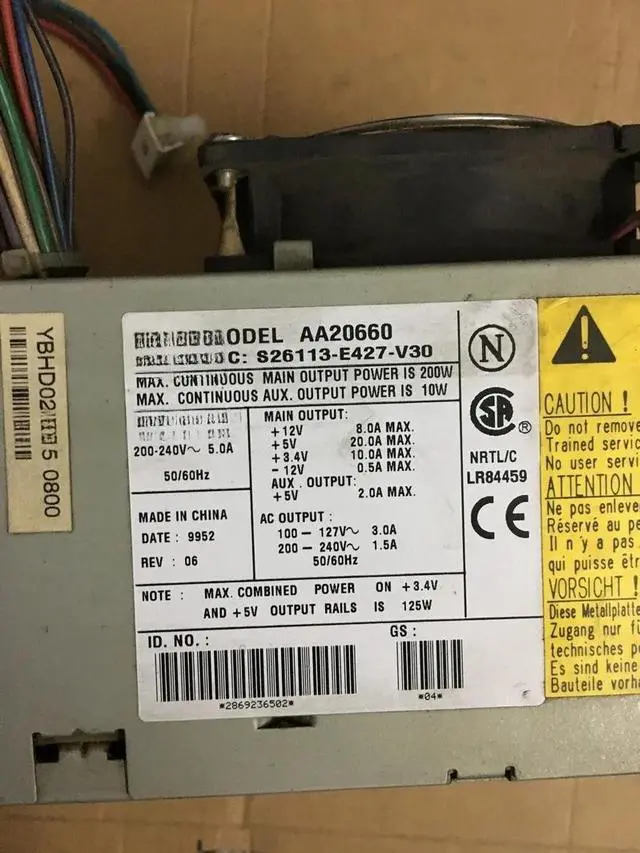 ODEL AA20660
C: S26113-E427-V30
MAX. CONTINUOUS MAIN OUTPUT POWER IS 200W
MAX. CONTINUOUS AUX. OUTPUT POWER IS 10W
200-240V~ 5.0A
50/60Hz
MAIN OUTPUT:
+12V 8.0A MAX.
+5V 20.0A MAX.
+3.4V 10.0A MAX.
-12V 0.5A MAX.
AUX. OUTPUT:
+5V 2.0A MAX.
MADE IN CHINA
DATE: 9952
REV: 06
AC OUTPUT:
100-127V~ 3.0A
200-240V~ 1.5A
50/60Hz
NOTE: MAX. COMBINED POWER ON +3.4V
AND +5V OUTPUT RAILS IS 125W
ID. NO.:
*2869236502*
GS:
*04*
N
SA
®
NRTL/C
LR84459
CE
YBHD02 5 0800
CAUTION !
Do not remove
Trained servic
No user servi
ATTENTION
Ne pas enleve
Réservé au pe
Il n'y a pas
qui puisse êtr
VORSICHT !
Diese Metallplatte
Zugang nur fü
technisches pe
Es sind keine
Bauteile vorha